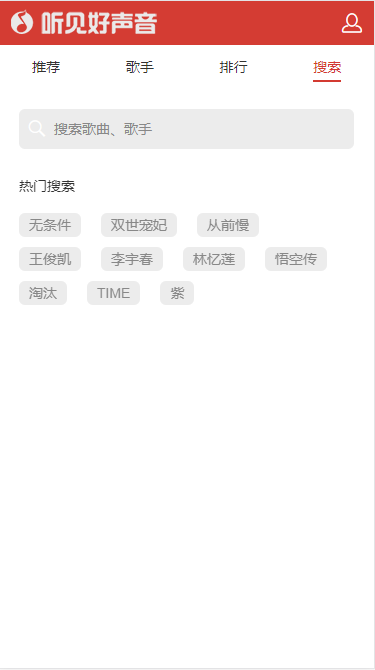 听见好声音
推荐 歌手 排行 搜索
搜索歌曲、歌手
热门搜索
无条件 双世宠妃 从前慢
王俊凯 李宇春 林忆莲 悟空传
淘汰 TIME 紫